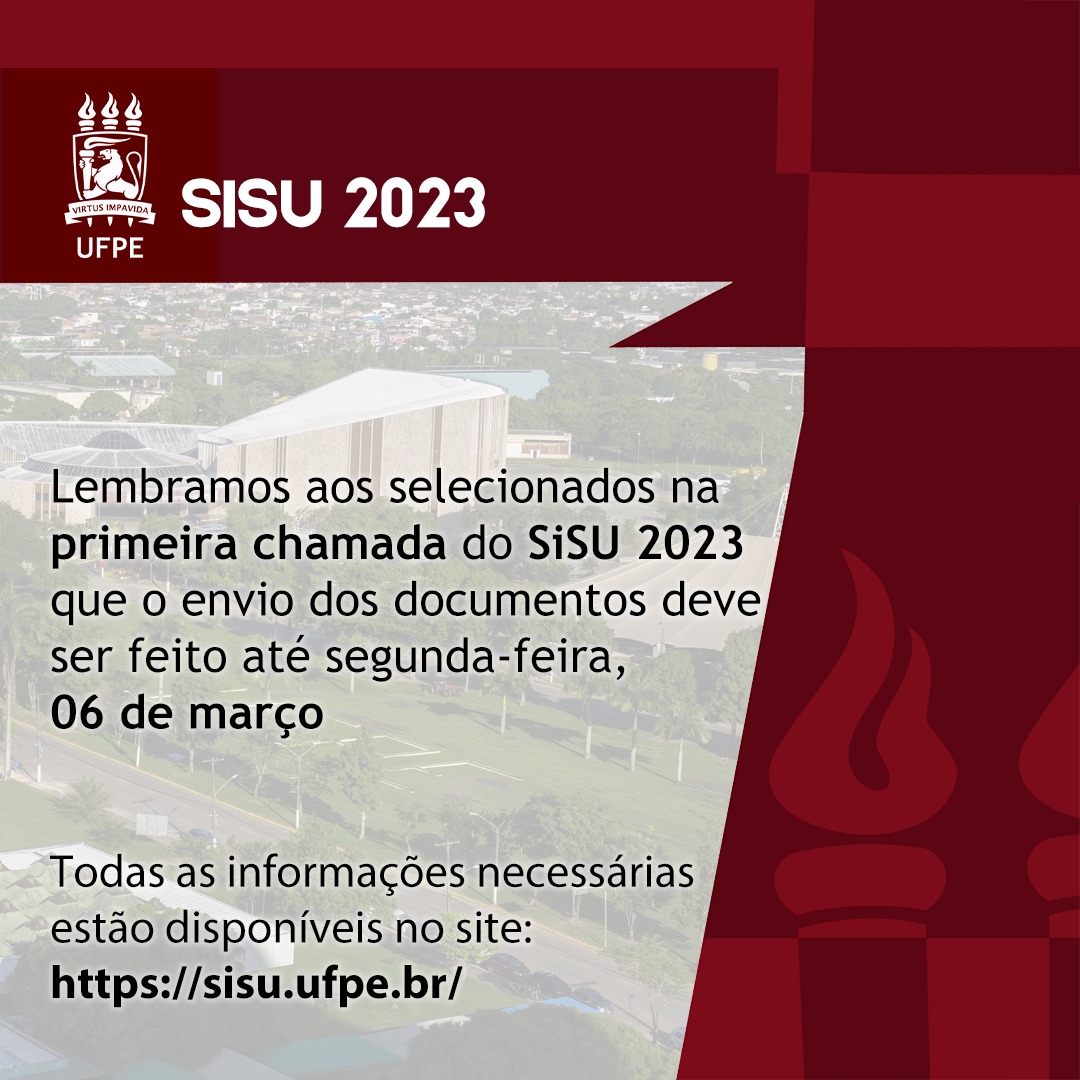 VIRTUS IMPAVIDA
UFPE
SISU 2023
Lembramos aos selecionados na
primeira chamada do SiSU 2023
que o envio dos documentos deve
ser feito até segunda-feira,
06 de março
Todas as informações necessárias
estão disponíveis no site:
https://sisu.ufpe.br/